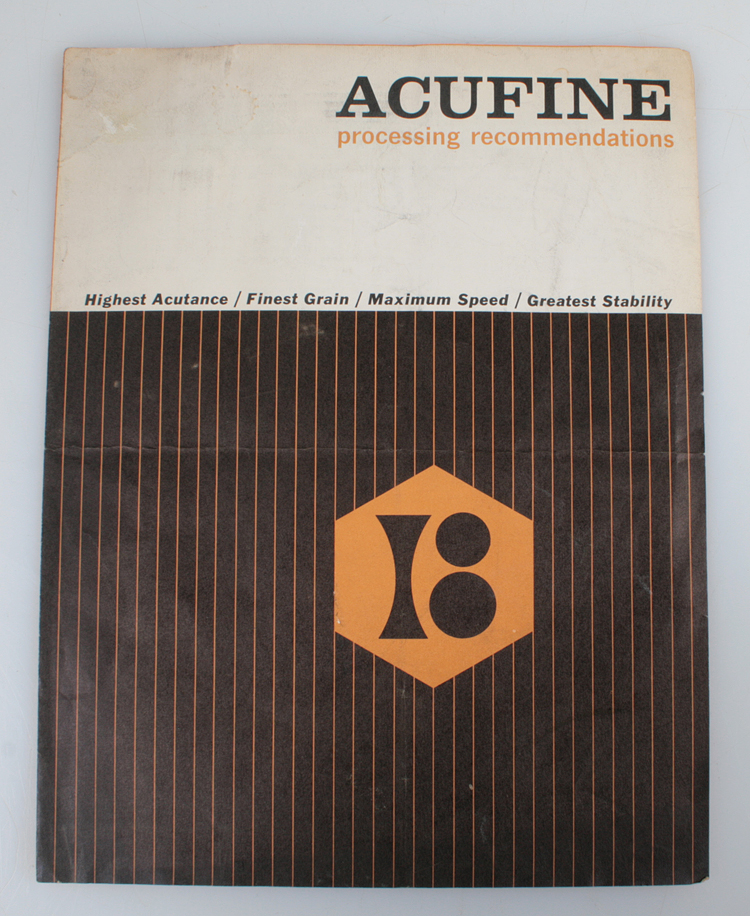 ACUFINE
processing recommendations
Highest Acutance / Finest Grain / Maximum Speed / Greatest Stability